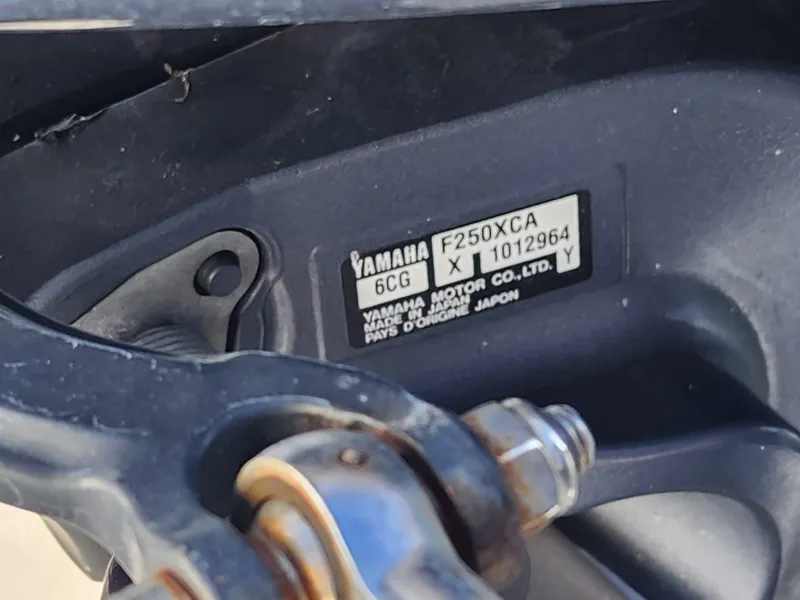 YAMAHA F250XCA
6CG X 1012964 Y
YAMAHA MOTOR CO., LTD.
MADE IN JAPAN
PAYS D'ORIGINE JAPON